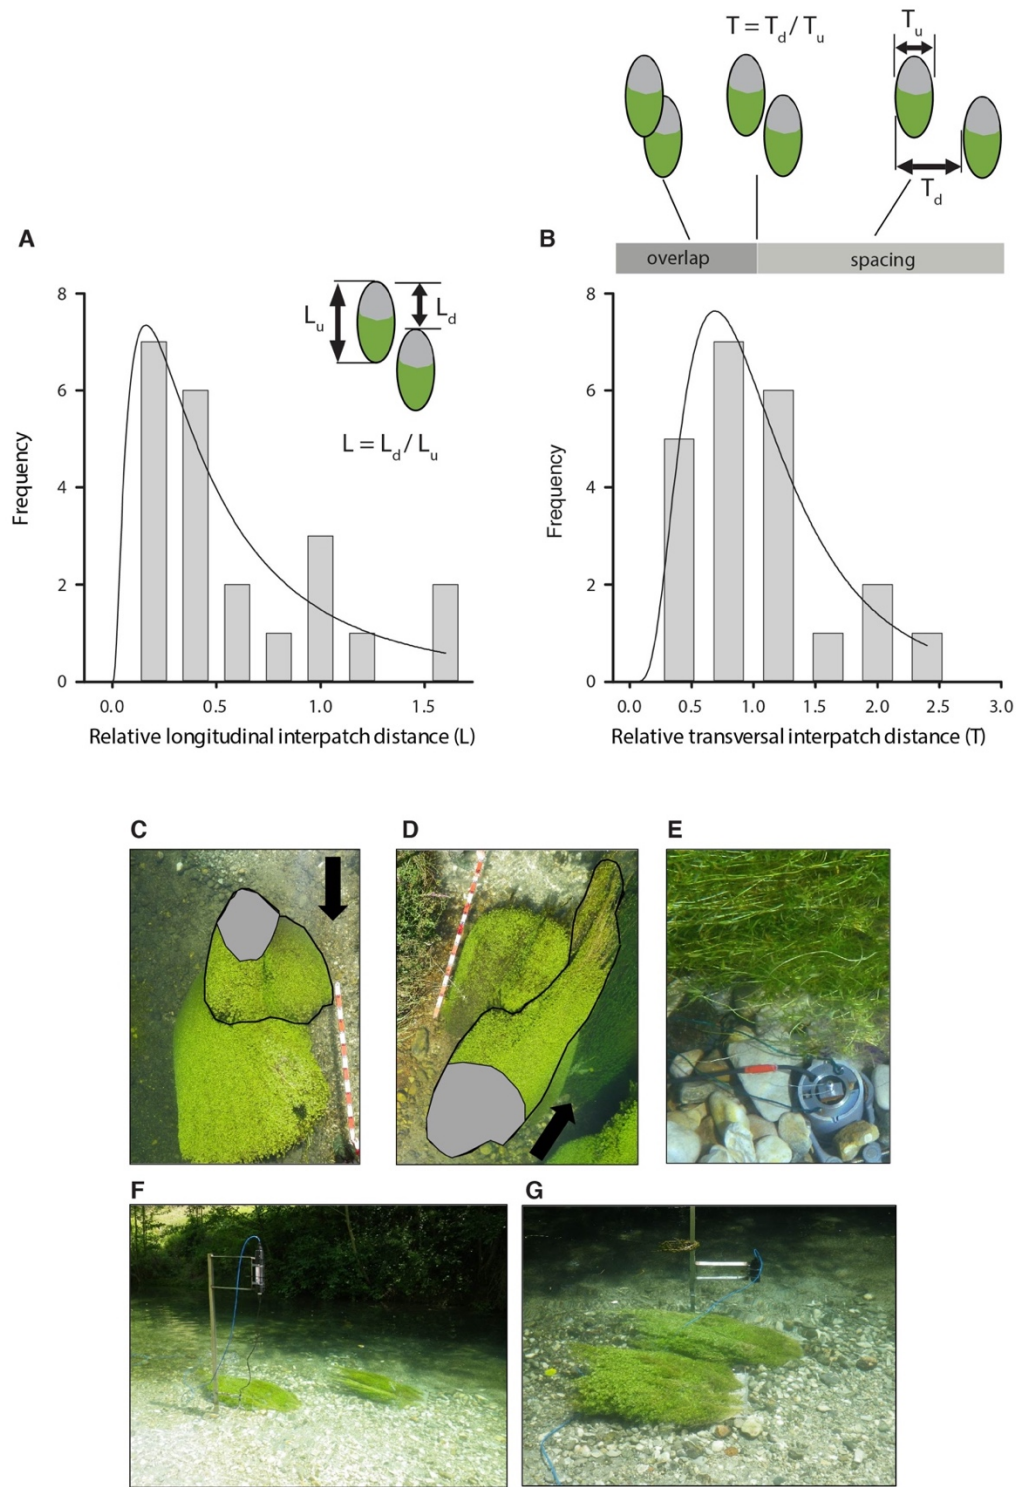 T = T_d / T_u
T_u
T_d
A
B
overlap
spacing
8
6
4
2
0
Frequency
L_u
L_d
L = L_d / L_u
0.0
0.5
1.0
1.5
Relative longitudinal interpatch distance (L)
8
6
4
2
0
Frequency
0.0
0.5
1.0
1.5
2.0
2.5
3.0
Relative transversal interpatch distance (T)
C
D
E
F
G